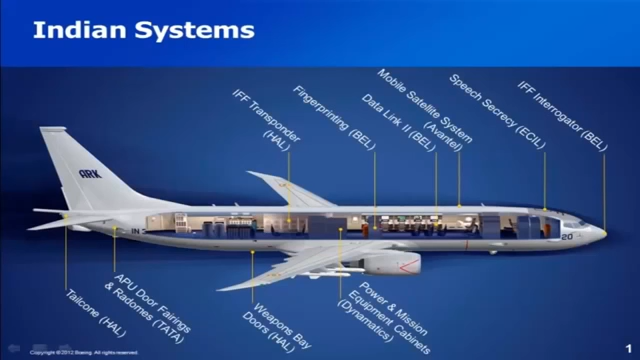 Indian Systems
IFF Transponder
(HAL)
Fingerprinting (BEL)
Data Link II (BEL)
Mobile Satellite System
(Avantel)
Speech Secrecy (ECIL)
IFF Interrogator (BEL)
ARK
IN
20
Tailcone (HAL)
APU Door Fairings
& Radomes (TATA)
Weapons Bay
Doors (HAL)
Power & Mission
Equipment Cabinets
(Dynamatics)
Copyright © 2012 Boeing. All rights reserved.
1